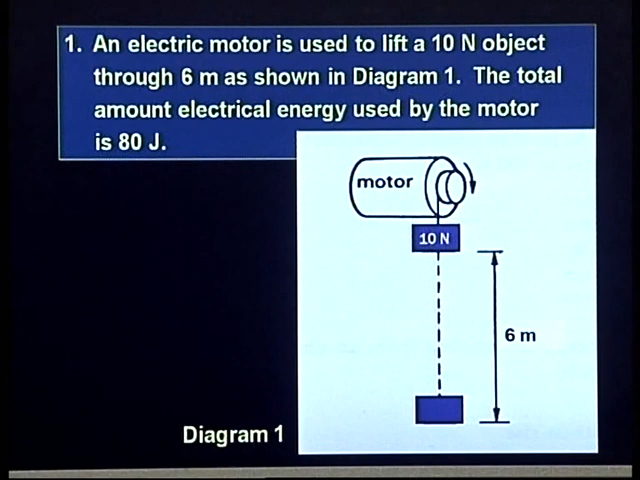 1. An electric motor is used to lift a 10 N object
through 6 m as shown in Diagram 1. The total
amount electrical energy used by the motor
is 80 J.
motor
10 N
6 m
Diagram 1